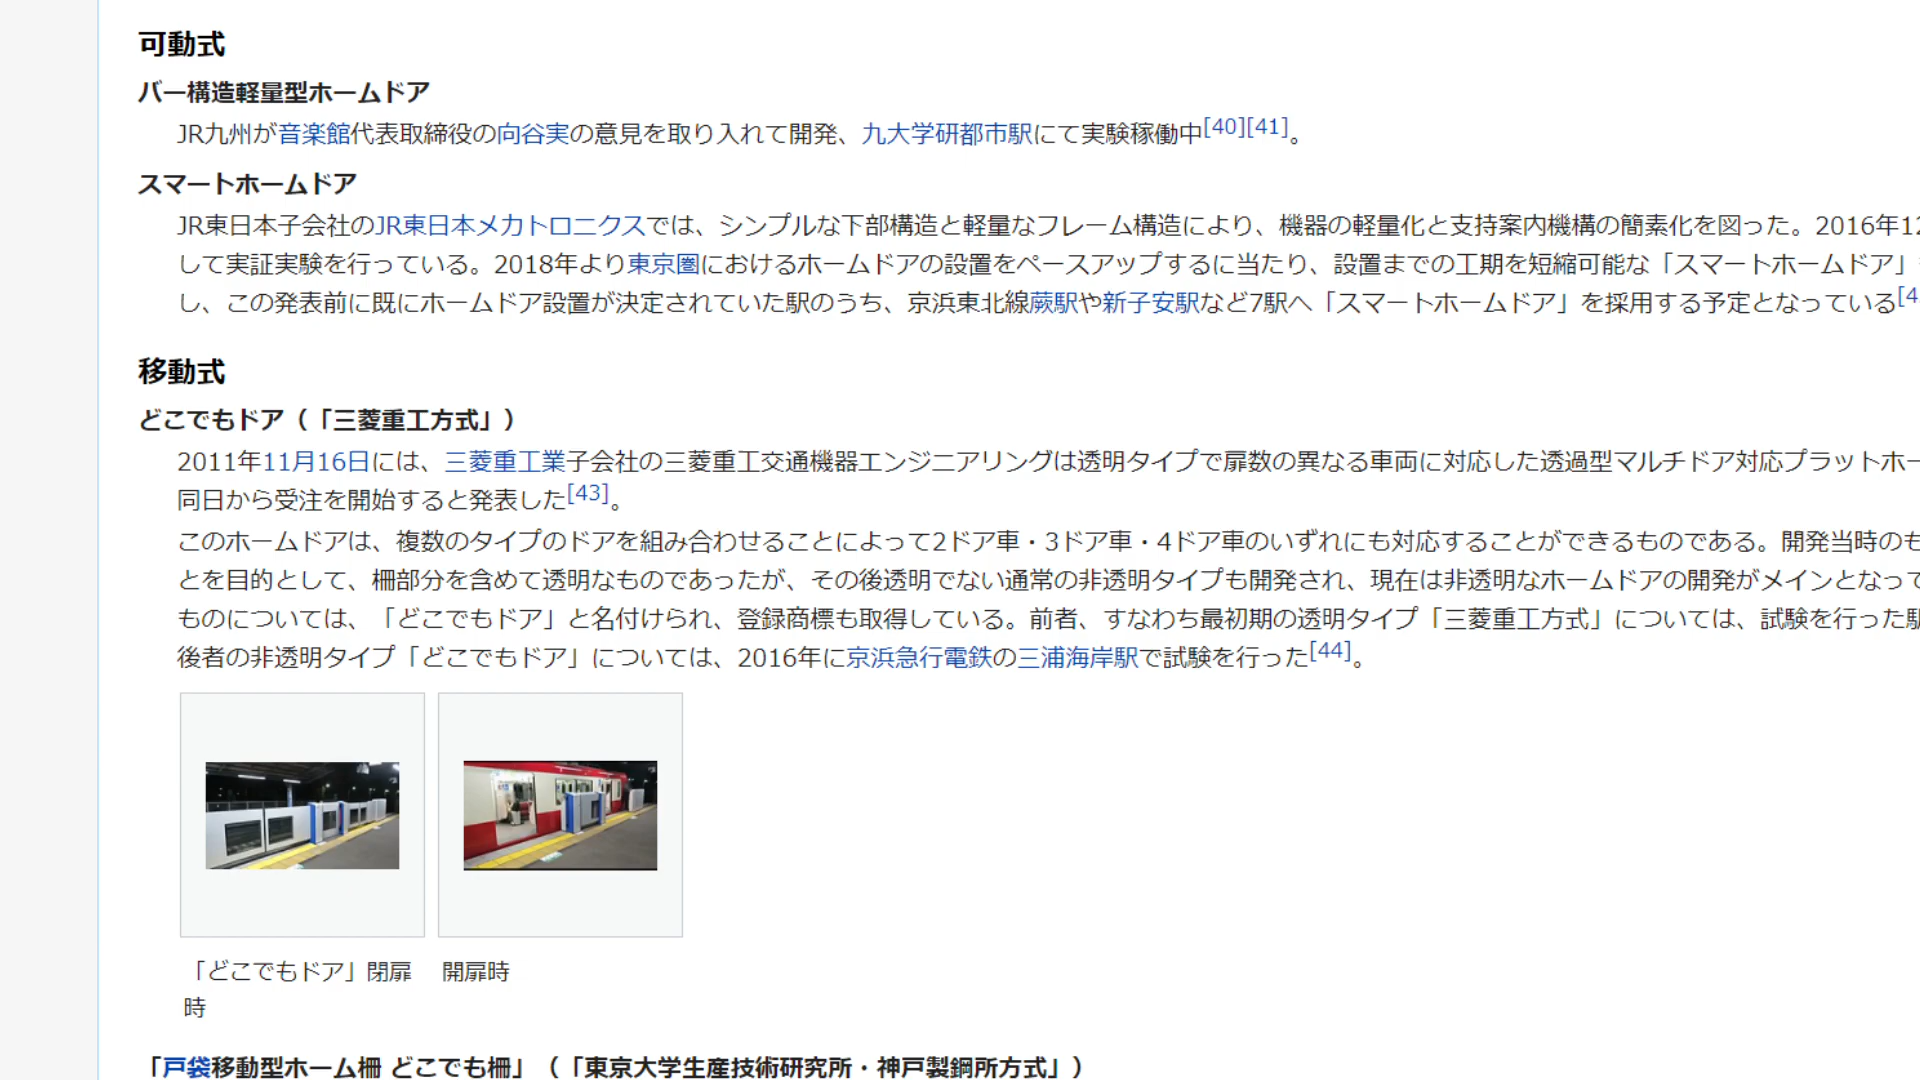 可動式
バー構造軽量型ホームドア
JR九州が音楽館代表取締役の向谷実の意見を取り入れて開発、九大学研都市駅にて実験稼働中[40][41]。
スマートホームドア
JR東日本子会社のJR東日本メカトロニクスでは、シンプルな下部構造と軽量なフレーム構造により、機器の軽量化と支持案内機構の簡素化を図った。2016年12
して実証実験を行っている。2018年より東京圏におけるホームドアの設置をペースアップするに当たり、設置までの工期を短縮可能な「スマートホームドア」
し、この発表前に既にホームドア設置が決定されていた駅のうち、京浜東北線蕨駅や新子安駅など7駅へ「スマートホームドア」を採用する予定となっている[4
移動式
どこでもドア（「三菱重工方式」）
2011年11月16日には、三菱重工業子会社の三菱重工交通機器エンジニアリングは透明タイプで扉数の異なる車両に対応した透過型マルチドア対応プラットホー
同日から受注を開始すると発表した[43]。
このホームドアは、複数のタイプのドアを組み合わせることによって2ドア車・3ドア車・4ドア車のいずれにも対応することができるものである。開発当時のも
とを目的として、柵部分を含めて透明なものであったが、その後透明でない通常の非透明タイプも開発され、現在は非透明なホームドアの開発がメインとなって
ものについては、「どこでもドア」と名付けられ、登録商標も取得している。前者、すなわち最初期の透明タイプ「三菱重工方式」については、試験を行った駅
後者の非透明タイプ「どこでもドア」については、2016年に京浜急行電鉄の三浦海岸駅で試験を行った[44]。
「どこでもドア」閉扉時
開扉時
「戸袋移動型ホーム柵 どこでも柵」（「東京大学生産技術研究所・神戸製鋼所方式」）